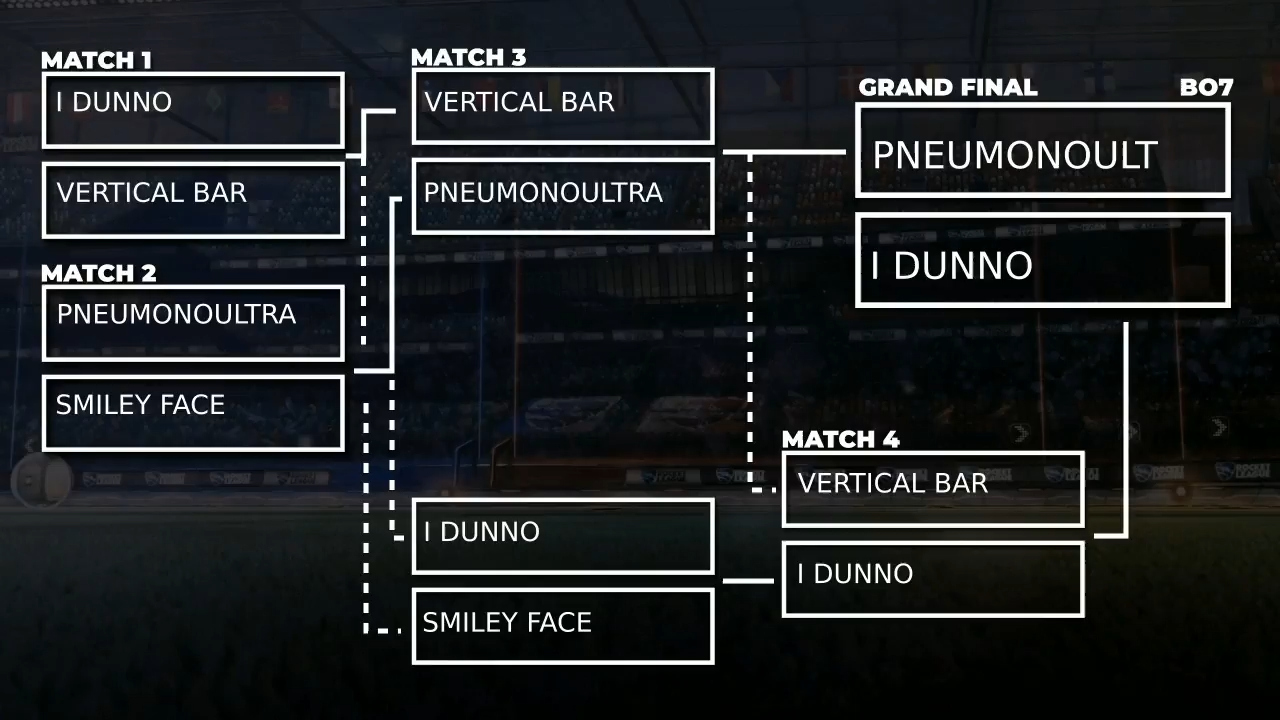 MATCH 1
I DUNNO
VERTICAL BAR
MATCH 2
PNEUMONOULTRA
SMILEY FACE
MATCH 3
VERTICAL BAR
PNEUMONOULTRA
I DUNNO
SMILEY FACE
MATCH 4
VERTICAL BAR
I DUNNO
GRAND FINAL BO7
PNEUMONOULT
I DUNNO